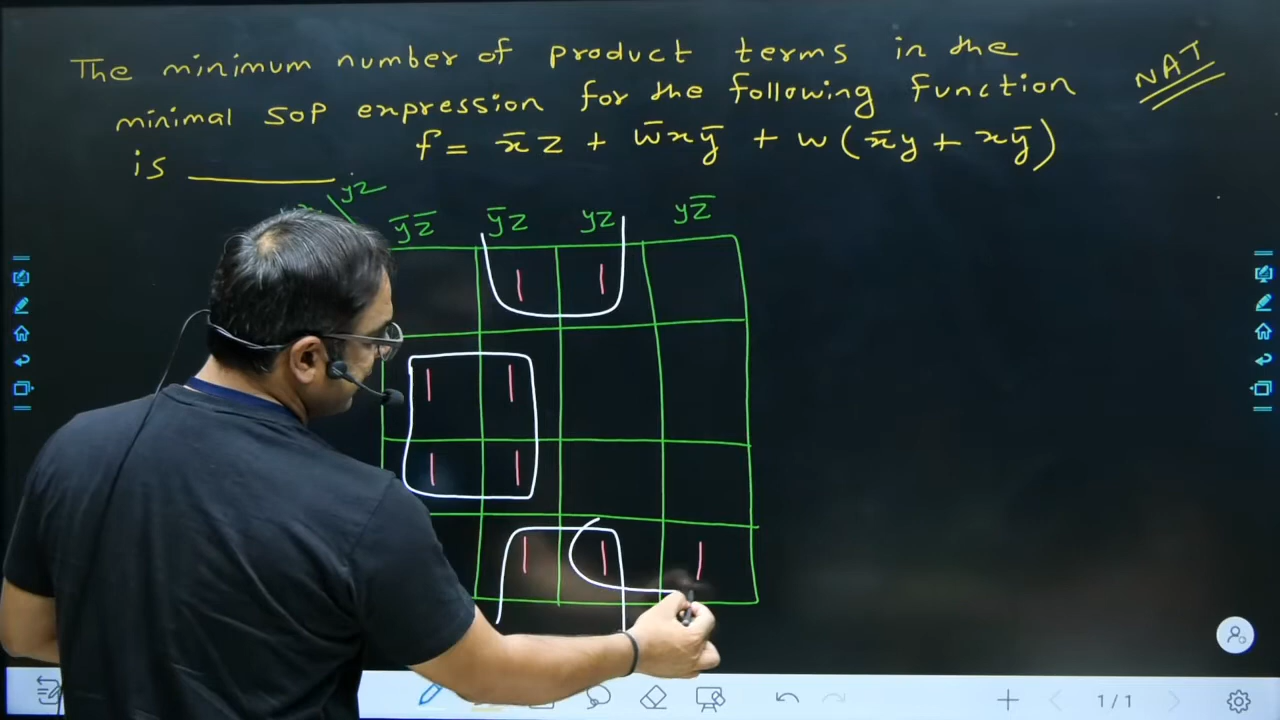 The minimum number of product terms in the
minimal SOP expression for the following function
is ________ f = x̄z + w̄xȳ + w(x̄y + xȳ)
NAT
yz
ȳz̄ ȳz yz yz̄
1 1
1 1
1 1
1 1 1
1/1